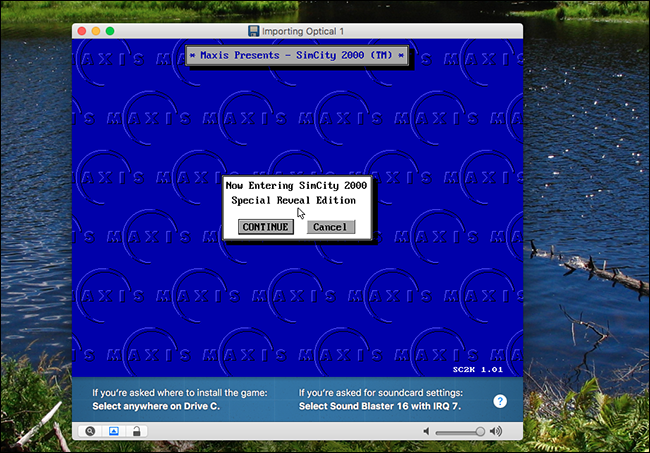 Importing Optical 1
* Maxis Presents - SimCity 2000 (TM) *
MAXIS
Now Entering SimCity 2000
Special Reveal Edition
CONTINUE Cancel
SC2K 1.01
If you're asked where to install the game:
Select anywhere on Drive C.
If you're asked for soundcard settings:
Select Sound Blaster 16 with IRQ 7.
?